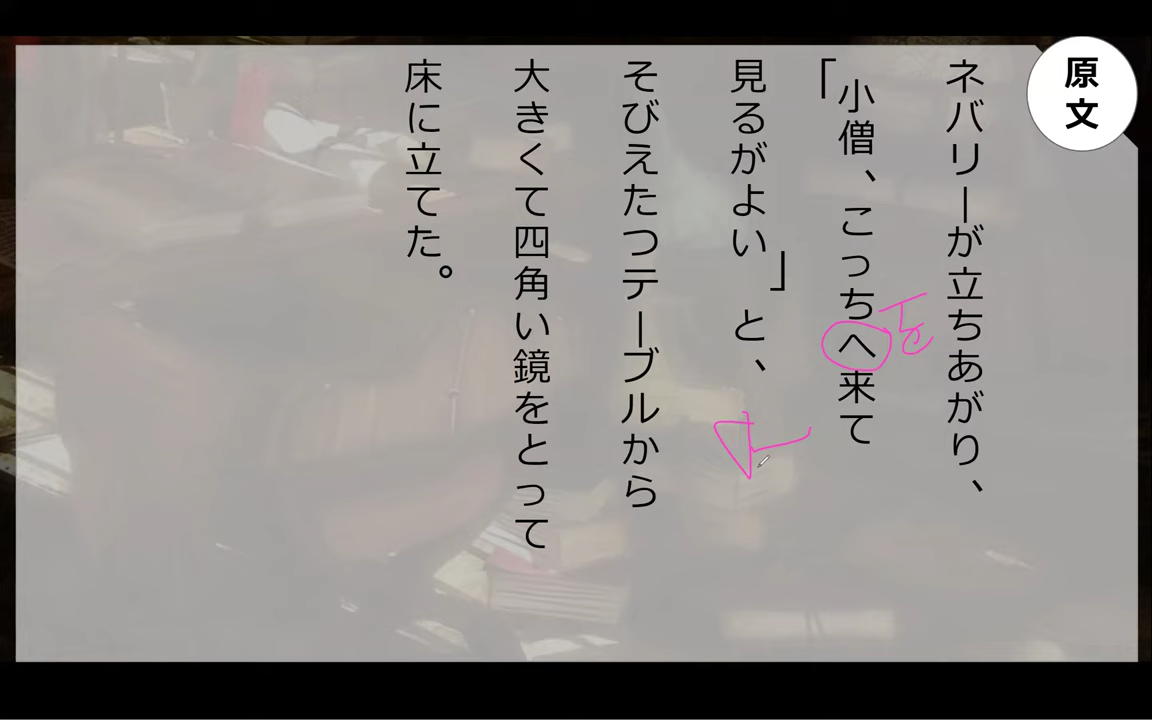 原文
ネバリーが立ちあがり、
「小僧、こっちへ来て
見るがよい」と、
そびえたつテーブルから
大きくて四角い鏡をとって
床に立てた。
を